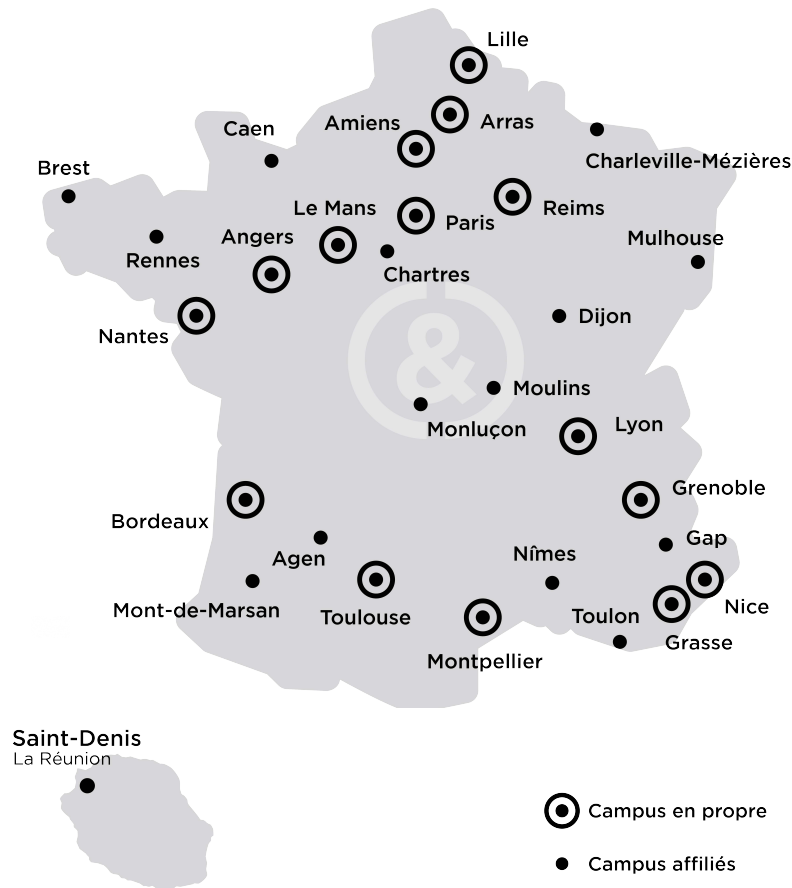 Lille
Arras
Amiens
Caen
Charleville-Mézières
Brest
Le Mans
Reims
Paris
Angers
Mulhouse
Rennes
Chartres
Dijon
Nantes
&
Moulins
Monluçon
Lyon
Grenoble
Bordeaux
Gap
Agen
Nîmes
Mont-de-Marsan
Toulouse
Toulon
Nice
Grasse
Montpellier
Saint-Denis
La Réunion
Campus en propre
Campus affiliés